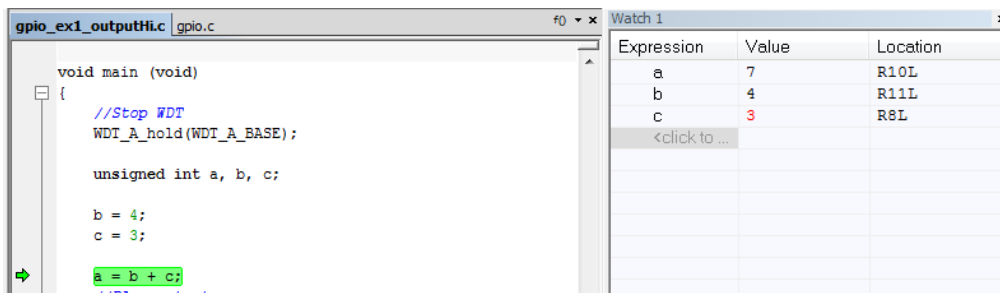 gpio_ex1_outputHi.c gpio.c f0
void main (void)
{
//Stop WDT
WDT_A_hold(WDT_A_BASE);
unsigned int a, b, c;
b = 4;
c = 3;
a = b + c;
Watch 1
Expression Value Location
a 7 R10L
b 4 R11L
c 3 R8L
<click to ...